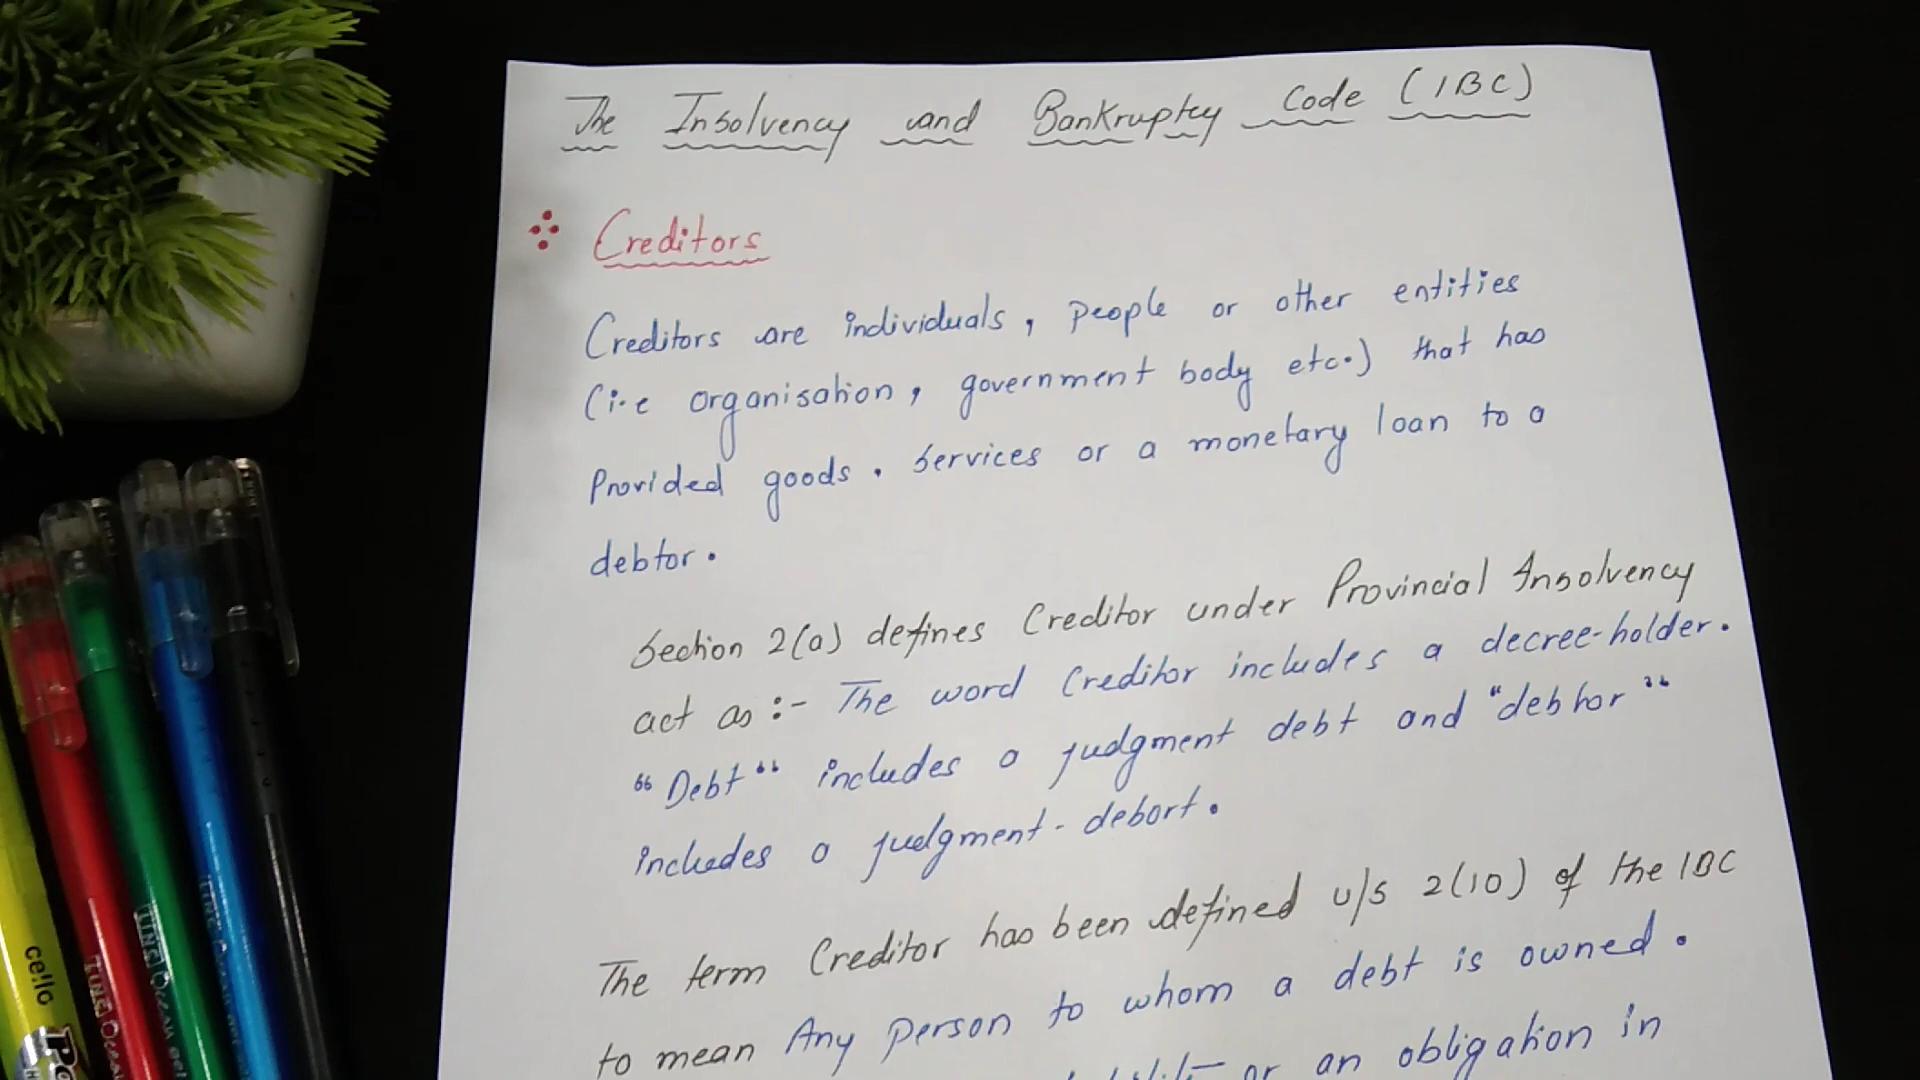 The Insolvency and Bankruptcy Code (IBC)
Creditors
Creditors are individuals, people or other entities
(i.e organisation, government body etc.) that has
Provided goods. Services or a monetary loan to a
debtor.
Section 2(a) defines Creditor under Provincial Insolvency
act as :- The word Creditor includes a decree-holder.
"Debt" includes a judgment debt and "debtor"
includes a judgment-debort.
The term Creditor has been defined u/s 2(10) of the IBC
to mean Any person to whom a debt is owned.
or an obligation in
cello